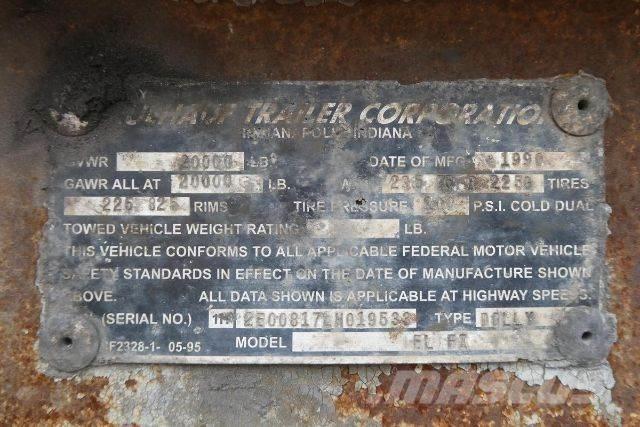 TRAILER CORPORATION
INDIANAPOLIS, INDIANA
GVWR 20000 LB. DATE OF MFG.
GAWR ALL AT 20000 LB. TIRES
RIMS TIRE PRESSURE P.S.I. COLD DUAL
TOWED VEHICLE WEIGHT RATING LB.
THIS VEHICLE CONFORMS TO ALL APPLICABLE FEDERAL MOTOR VEHICLE
SAFETY STANDARDS IN EFFECT ON THE DATE OF MANUFACTURE SHOWN
ABOVE. ALL DATA SHOWN IS APPLICABLE AT HIGHWAY SPEEDS.
(SERIAL NO.) TYPE DOLLY
CF2328-1- 05-95 MODEL
MASCUS